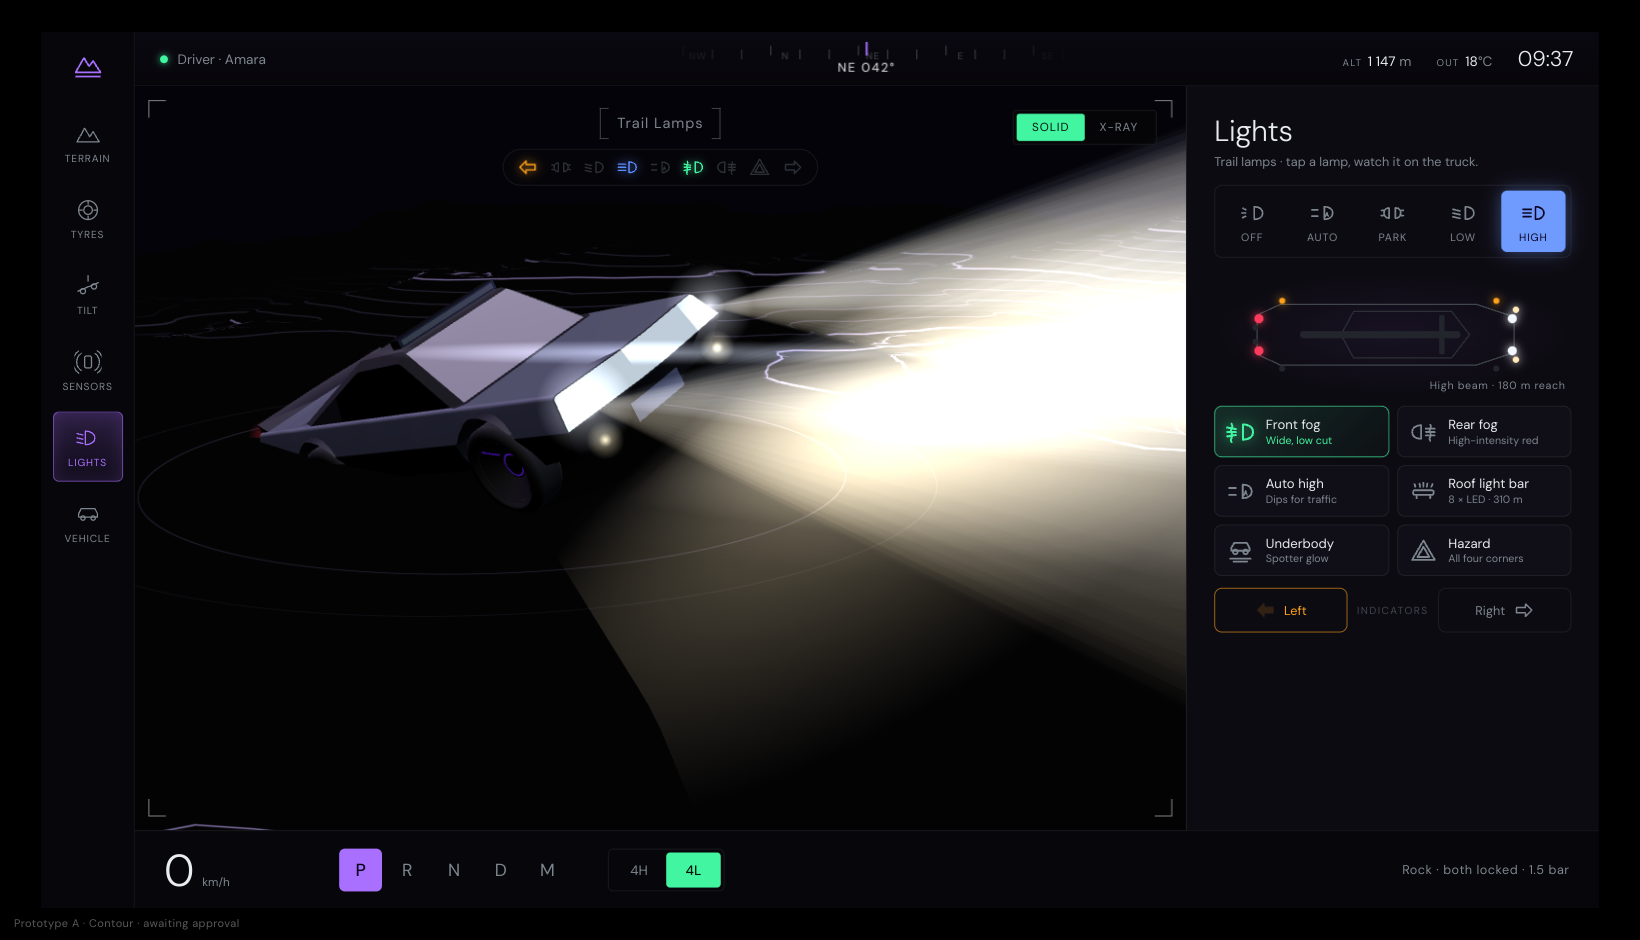 Driver · Amara
NW N NE E SE
NE 042°
ALT 1 147 m OUT 18°C 09:37
TERRAIN
TYRES
TILT
SENSORS
LIGHTS
VEHICLE
Trail Lamps
SOLID X-RAY
Lights
Trail lamps · tap a lamp, watch it on the truck.
OFF AUTO PARK LOW HIGH
High beam · 180 m reach
Front fog
Wide, low cut
Rear fog
High-intensity red
Auto high
Dips for traffic
Roof light bar
8 × LED · 310 m
Underbody
Spotter glow
Hazard
All four corners
Left INDICATORS Right
0 km/h
P R N D M
4H 4L
Rock · both locked · 1.5 bar
Prototype A · Contour · awaiting approval